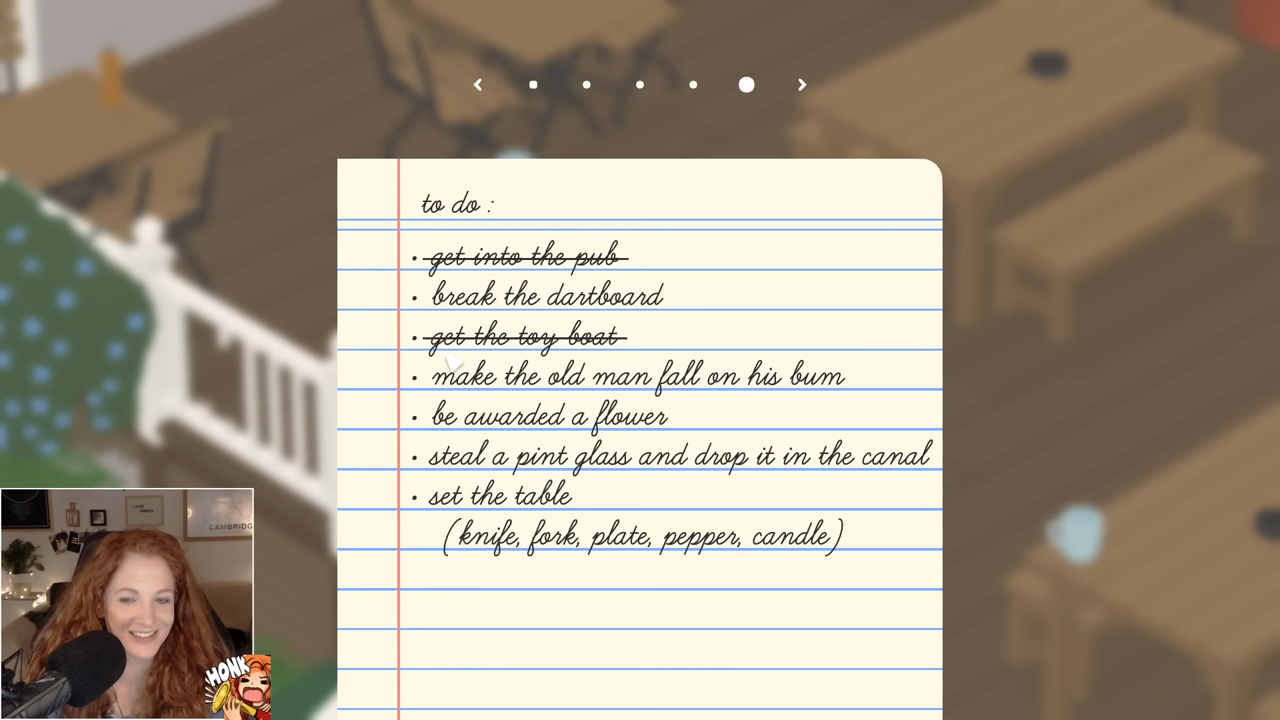 to do :
• get into the pub
• break the dartboard
• get the toy boat
• make the old man fall on his bum
• be awarded a flower
• steal a pint glass and drop it in the canal
• set the table
(knife, fork, plate, pepper, candle)
CAMBRIDG
HONK